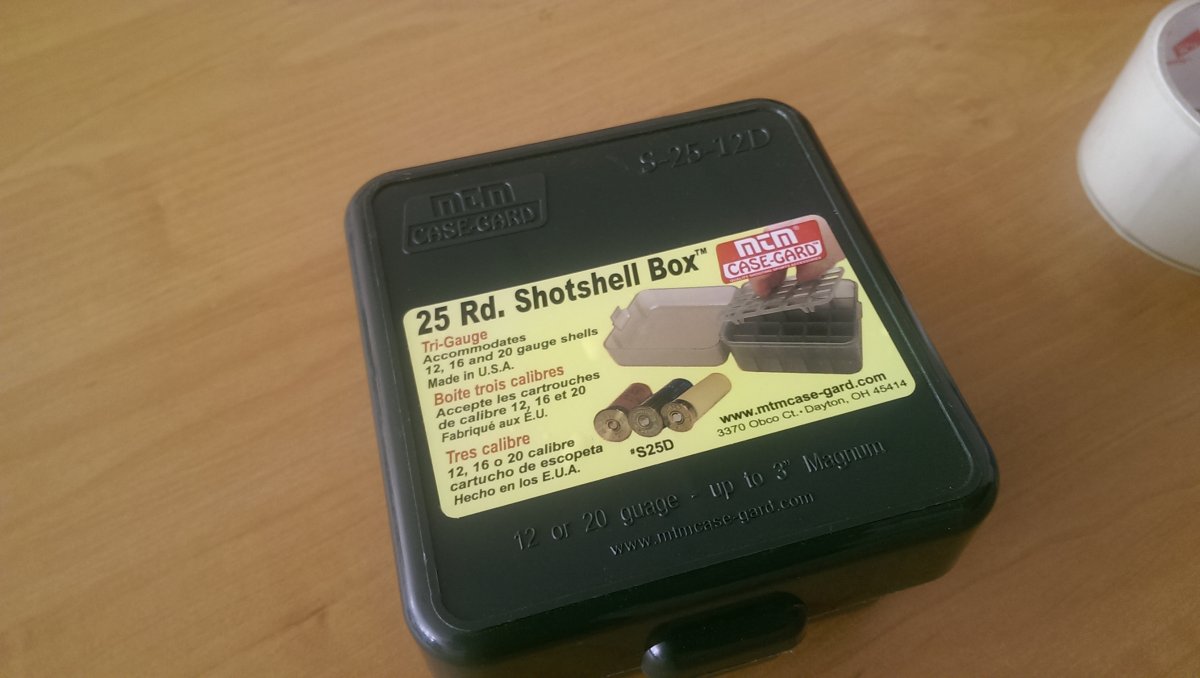 mtm
CASE-GARD
S-25-12D
25 Rd. Shotshell Box™
mtm®
CASE-GARD™
Tri-Gauge
Accommodates
12, 16 and 20 gauge shells
Made in U.S.A.
Boite trois calibres
Accepte les cartrouches
de calibre 12, 16 et 20
Fabriqué aux É.U.
Tres calibre
12, 16 o 20 calibre
cartucho de escopeta
Hecho en los E.U.A.
*S25D
www.mtmcase-gard.com
3370 Obco Ct. • Dayton, OH 45414
12 or 20 guage - up to 3" Magnum
www.mtmcase-gard.com